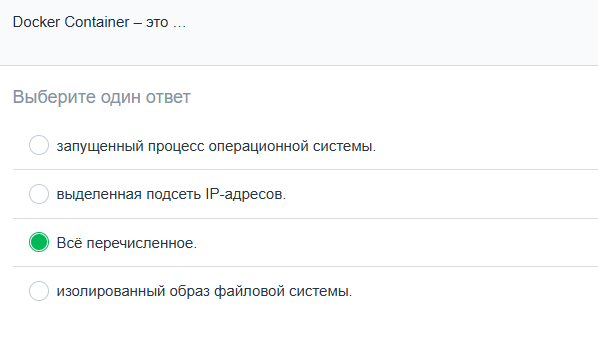 Docker Container – это …
Выберите один ответ
запущенный процесс операционной системы.
выделенная подсеть IP-адресов.
Всё перечисленное.
изолированный образ файловой системы.